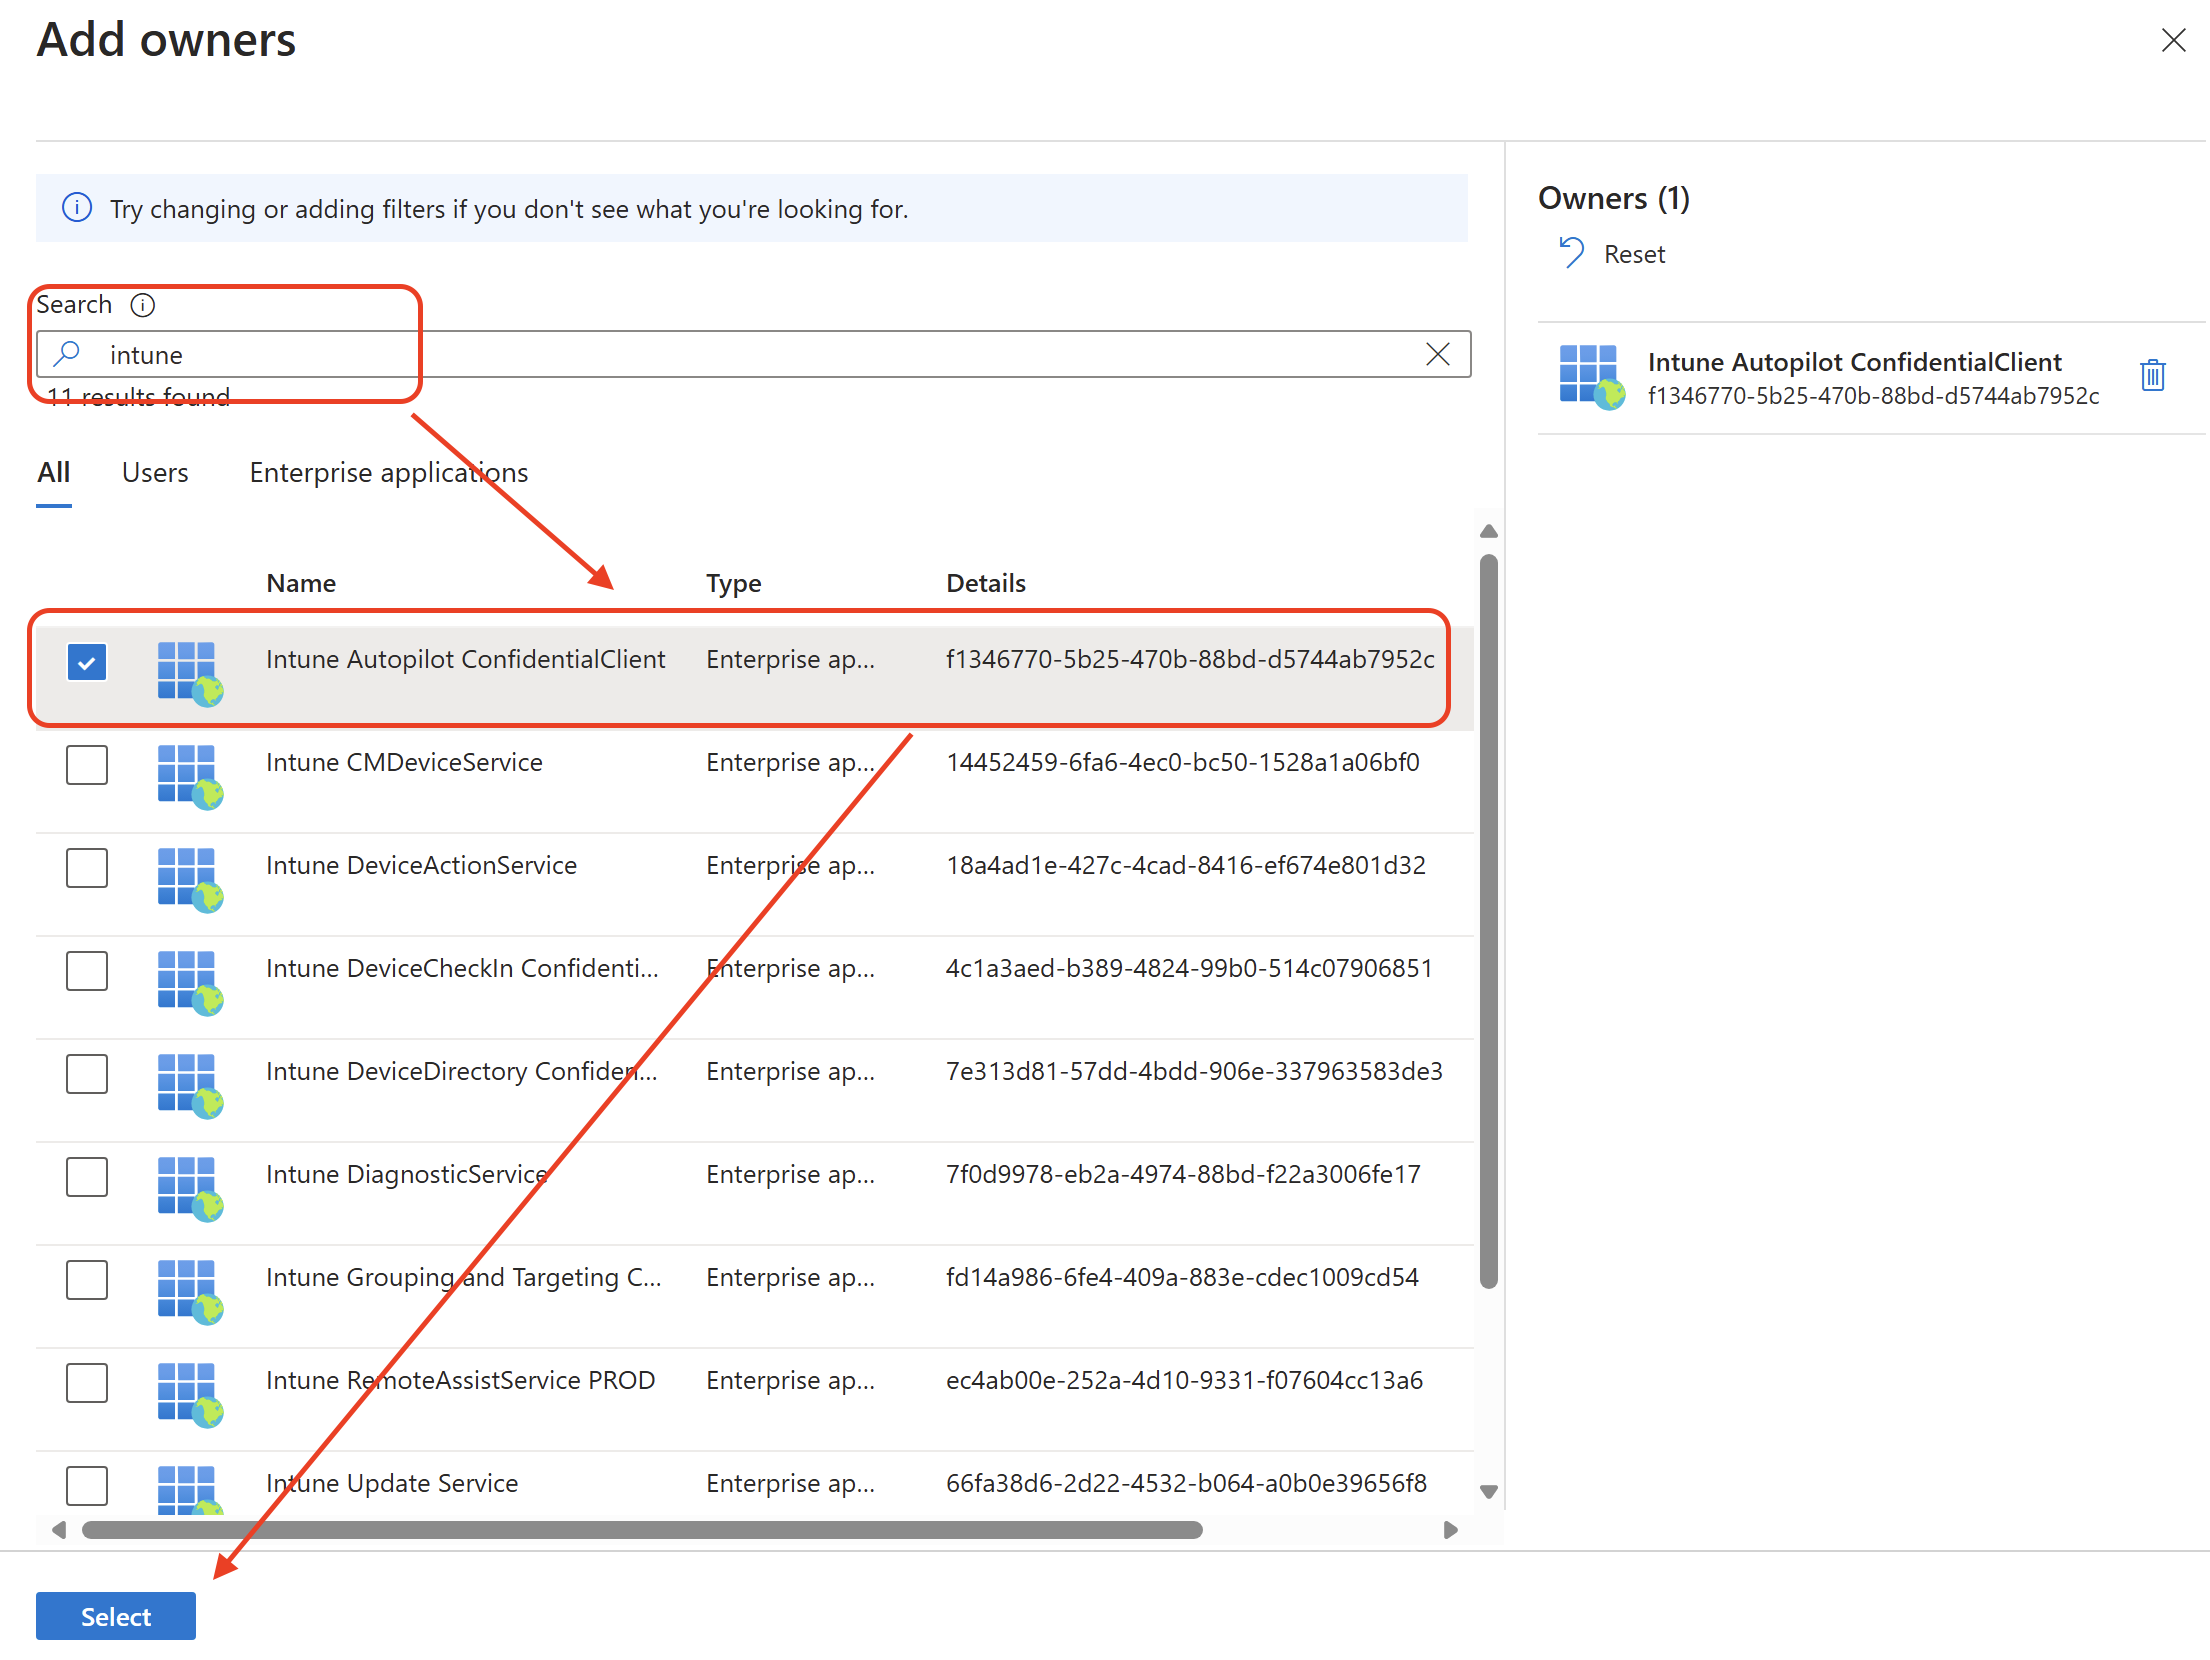 Add owners
Try changing or adding filters if you don't see what you're looking for.
Search
intune
11 results found
All Users Enterprise applications
Name Type Details
Intune Autopilot ConfidentialClient Enterprise ap... f1346770-5b25-470b-88bd-d5744ab7952c
Intune CMDeviceService Enterprise ap... 14452459-6fa6-4ec0-bc50-1528a1a06bf0
Intune DeviceActionService Enterprise ap... 18a4ad1e-427c-4cad-8416-ef674e801d32
Intune DeviceCheckIn Confidenti... Enterprise ap... 4c1a3aed-b389-4824-99b0-514c07906851
Intune DeviceDirectory Confiden... Enterprise ap... 7e313d81-57dd-4bdd-906e-337963583de3
Intune DiagnosticService Enterprise ap... 7f0d9978-eb2a-4974-88bd-f22a3006fe17
Intune Grouping and Targeting C... Enterprise ap... fd14a986-6fe4-409a-883e-cdec1009cd54
Intune RemoteAssistService PROD Enterprise ap... ec4ab00e-252a-4d10-9331-f07604cc13a6
Intune Update Service Enterprise ap... 66fa38d6-2d22-4532-b064-a0b0e39656f8
Select
Owners (1)
Reset
Intune Autopilot ConfidentialClient
f1346770-5b25-470b-88bd-d5744ab7952c